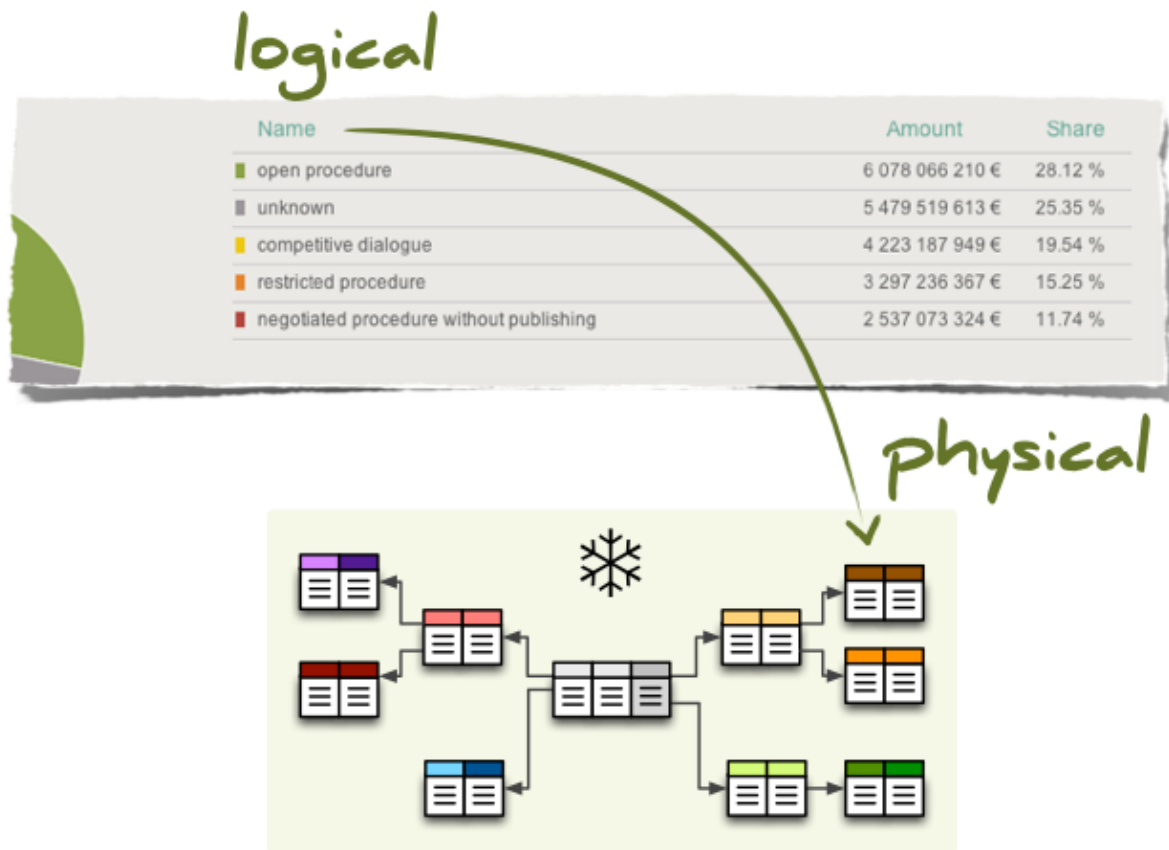 logical
Name Amount Share
open procedure 6 078 066 210 € 28.12 %
unknown 5 479 519 613 € 25.35 %
competitive dialogue 4 223 187 949 € 19.54 %
restricted procedure 3 297 236 367 € 15.25 %
negotiated procedure without publishing 2 537 073 324 € 11.74 %
physical